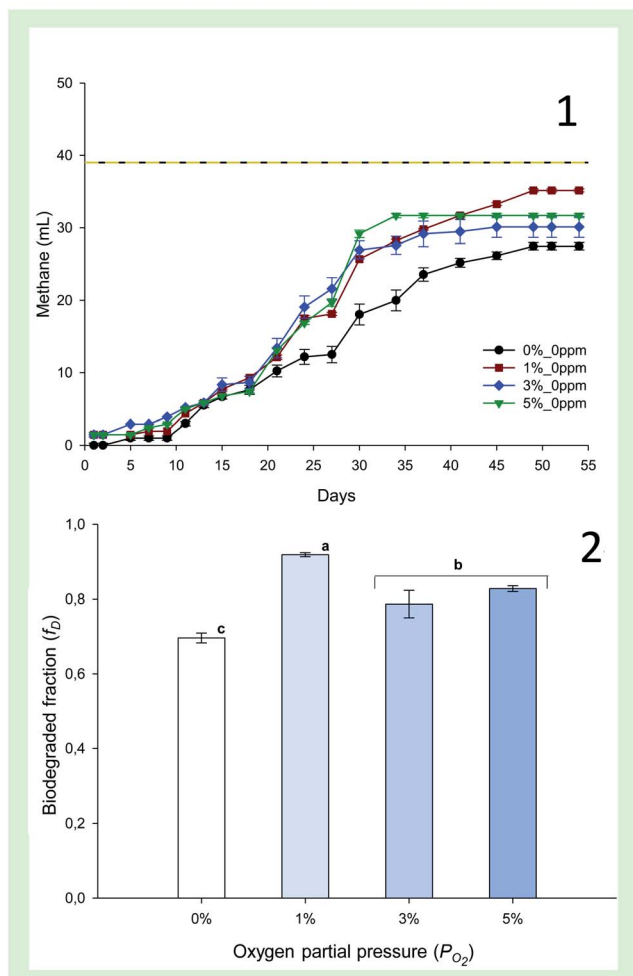 1
50
40
30
20
10
0
Methane (mL)
0%_0ppm
1%_0ppm
3%_0ppm
5%_0ppm
0 5 10 15 20 25 30 35 40 45 50 55
Days
2
1,0
0,8
0,6
0,4
0,2
0,0
Biodegraded fraction (f_D)
c
a
b
0% 1% 3% 5%
Oxygen partial pressure (P_O₂)